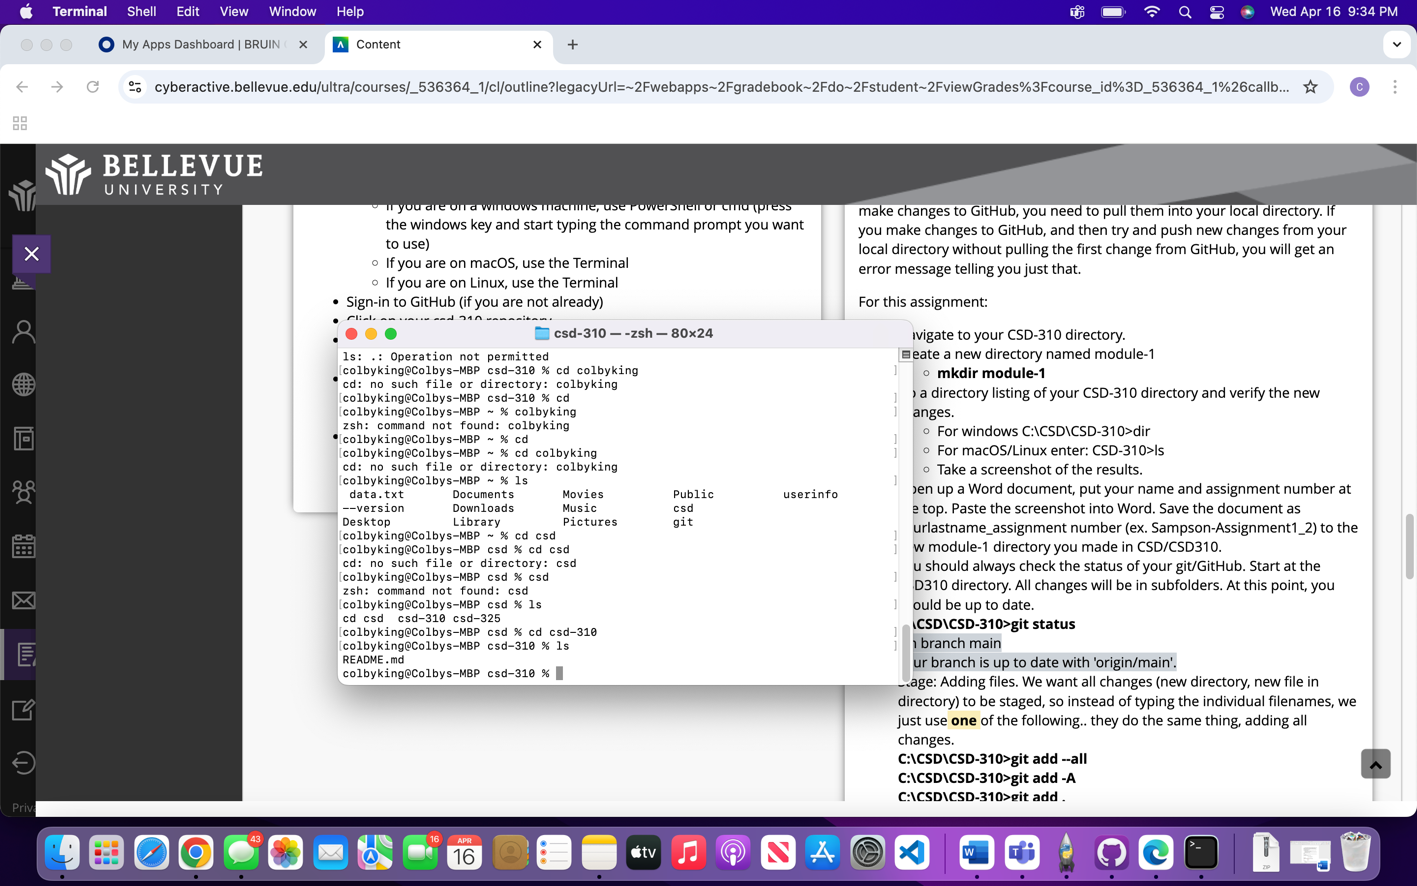 Terminal Shell Edit View Window Help
Wed Apr 16 9:34 PM
My Apps Dashboard | BRUIN
Content
cyberactive.bellevue.edu/ultra/courses/_536364_1/cl/outline?legacyUrl=~2Fwebapps~2Fgradebook~2Fdo~2Fstudent~2FviewGrades%3Fcourse_id%3D_536364_1%26callb...
C
BELLEVUE
UNIVERSITY
If you are on a windows machine, use PowerShell or cmd (press
the windows key and start typing the command prompt you want
to use)
If you are on macOS, use the Terminal
If you are on Linux, use the Terminal
Sign-in to GitHub (if you are not already)
Click on your csd-310 repository
csd-310 — -zsh — 80×24
ls: .: Operation not permitted
[colbyking@Colbys-MBP csd-310 % cd colbyking ]
cd: no such file or directory: colbyking
[colbyking@Colbys-MBP csd-310 % cd ]
[colbyking@Colbys-MBP ~ % colbyking ]
zsh: command not found: colbyking
[colbyking@Colbys-MBP ~ % cd ]
[colbyking@Colbys-MBP ~ % cd colbyking ]
cd: no such file or directory: colbyking
[colbyking@Colbys-MBP ~ % ls ]
data.txt Documents Movies Public userinfo
--version Downloads Music csd
Desktop Library Pictures git
[colbyking@Colbys-MBP ~ % cd csd ]
[colbyking@Colbys-MBP csd % cd csd ]
cd: no such file or directory: csd
[colbyking@Colbys-MBP csd % csd ]
zsh: command not found: csd
[colbyking@Colbys-MBP csd % ls ]
cd csd csd-310 csd-325
[colbyking@Colbys-MBP csd % cd csd-310 ]
[colbyking@Colbys-MBP csd-310 % ls ]
README.md
colbyking@Colbys-MBP csd-310 %
make changes to GitHub, you need to pull them into your local directory. If
you make changes to GitHub, and then try and push new changes from your
local directory without pulling the first change from GitHub, you will get an
error message telling you just that.
For this assignment:
avigate to your CSD-310 directory.
eate a new directory named module-1
mkdir module-1
a directory listing of your CSD-310 directory and verify the new
anges.
For windows C:\CSD\CSD-310>dir
For macOS/Linux enter: CSD-310>ls
Take a screenshot of the results.
en up a Word document, put your name and assignment number at
e top. Paste the screenshot into Word. Save the document as
urlastname_assignment number (ex. Sampson-Assignment1_2) to the
w module-1 directory you made in CSD/CSD310.
u should always check the status of your git/GitHub. Start at the
D310 directory. All changes will be in subfolders. At this point, you
ould be up to date.
\CSD\CSD-310>git status
n branch main
ur branch is up to date with 'origin/main'.
Stage: Adding files. We want all changes (new directory, new file in
directory) to be staged, so instead of typing the individual filenames, we
just use one of the following.. they do the same thing, adding all
changes.
C:\CSD\CSD-310>git add --all
C:\CSD\CSD-310>git add -A
C:\CSD\CSD-310>git add .
Priva
43
16
APR
16
tv
ZIP